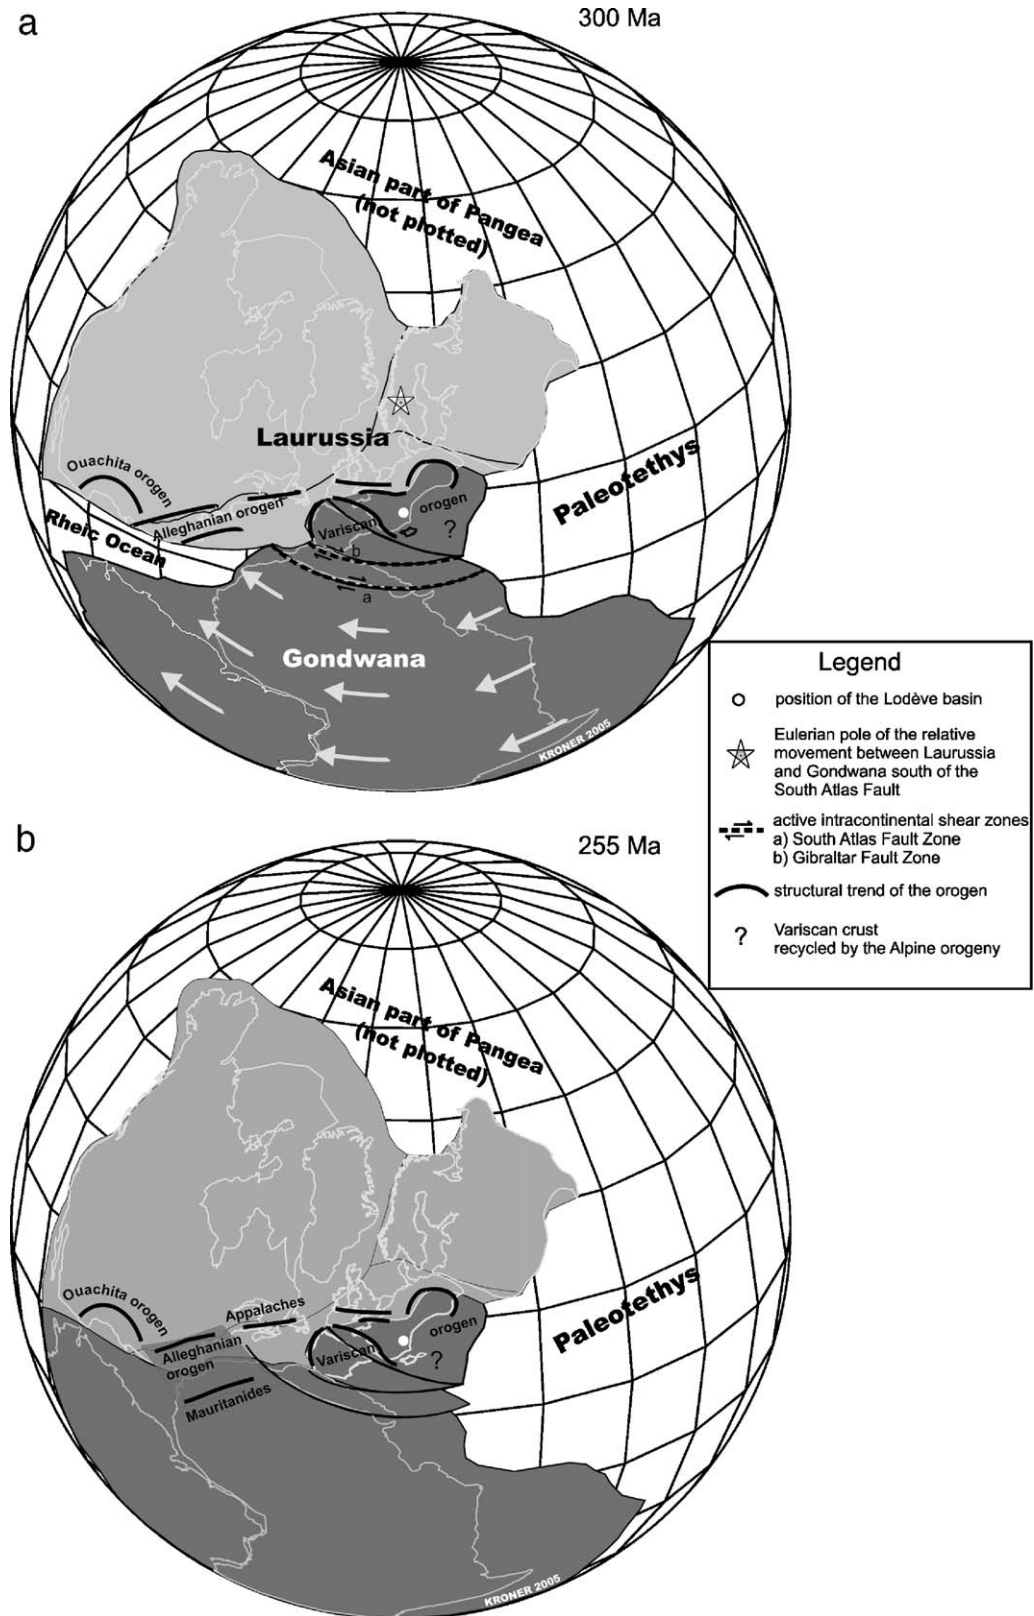 a
300 Ma
Asian part of Pangea
(not plotted)
Laurussia
Ouachita orogen
Alleghanian orogen
Rheic Ocean
Variscan
orogen
?
b
a
Paleotethys
Gondwana
KRONER 2005
Legend
position of the Lodève basin
Eulerian pole of the relative
movement between Laurussia
and Gondwana south of the
South Atlas Fault
active intracontinental shear zones
a) South Atlas Fault Zone
b) Gibraltar Fault Zone
structural trend of the orogen
?
Variscan crust
recycled by the Alpine orogeny
b
255 Ma
Asian part of Pangea
(not plotted)
Ouachita orogen
Appalaches
Alleghanian
orogen
Mauritanides
Variscan
orogen
?
Paleotethys
KRONER 2005